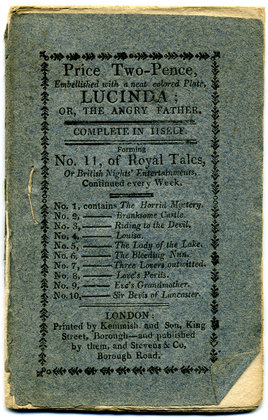 Price Two-Pence,
Embellished with a neat colored Plate,
LUCINDA;
OR, THE ANGRY FATHER.
COMPLETE IN ITSELF.
Forming
No. 11, of Royal Tales,
Or British Nights' Entertainments,
Continued every Week.
No. 1, contains The Horrid Mystery.
No. 2, —— Branksome Castle.
No. 3, —— Riding to the Devil.
No. 4, —— Louisa.
No. 5, —— The Lady of the Lake.
No. 6, —— The Bleeding Nun.
No. 7, —— Three Lovers outwitted.
No. 8, —— Love's Perils.
No. 9, —— Eva's Grandmother.
No. 10, —— Sir Bevis of Lancaster.
LONDON:
Printed by Kemmish and Son, King
Street, Borough—and published
by them, and Stevens & Co,
Borough Road.